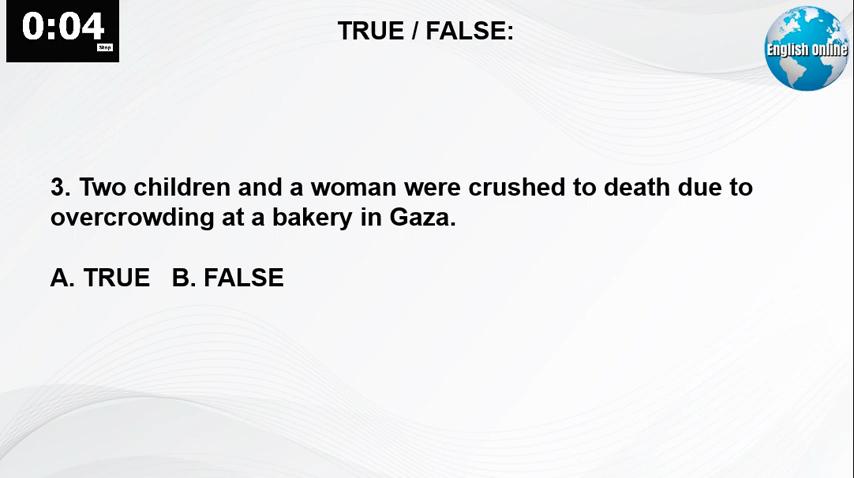 0:04
Stop
TRUE / FALSE:
English Online
3. Two children and a woman were crushed to death due to
overcrowding at a bakery in Gaza.
A. TRUE B. FALSE